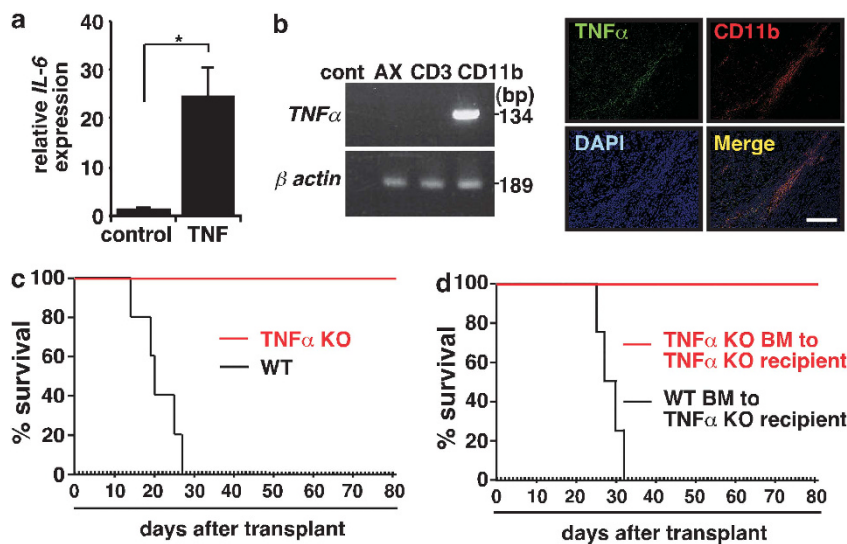 a
relative IL-6
expression
40
30
20
10
0
control TNF
*
b
cont AX CD3 CD11b
(bp)
TNFα
134
β actin
189
TNFα
CD11b
DAPI
Merge
c
% survival
100
80
60
40
20
0
TNFα KO
WT
0 10 20 30 40 50 60 70 80
days after transplant
d
% survival
100
80
60
40
20
0
TNFα KO BM to
TNFα KO recipient
WT BM to
TNFα KO recipient
0 10 20 30 40 50 60 70 80
days after transplant